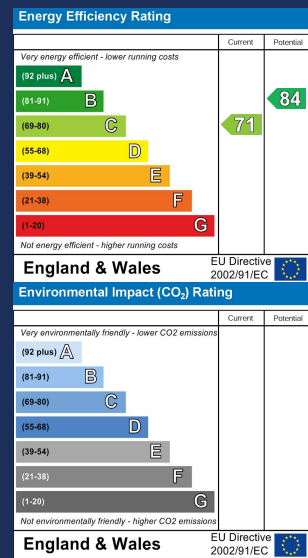 Energy Efficiency Rating
Current Potential
Very energy efficient - lower running costs
(92 plus) A
(81-91) B
(69-80) C
(55-68) D
(39-54) E
(21-38) F
(1-20) G
71
84
Not energy efficient - higher running costs
England & Wales
EU Directive
2002/91/EC
Environmental Impact (CO₂) Rating
Current Potential
Very environmentally friendly - lower CO2 emissions
(92 plus) A
(81-91) B
(69-80) C
(55-68) D
(39-54) E
(21-38) F
(1-20) G
Not environmentally friendly - higher CO2 emissions
England & Wales
EU Directive
2002/91/EC